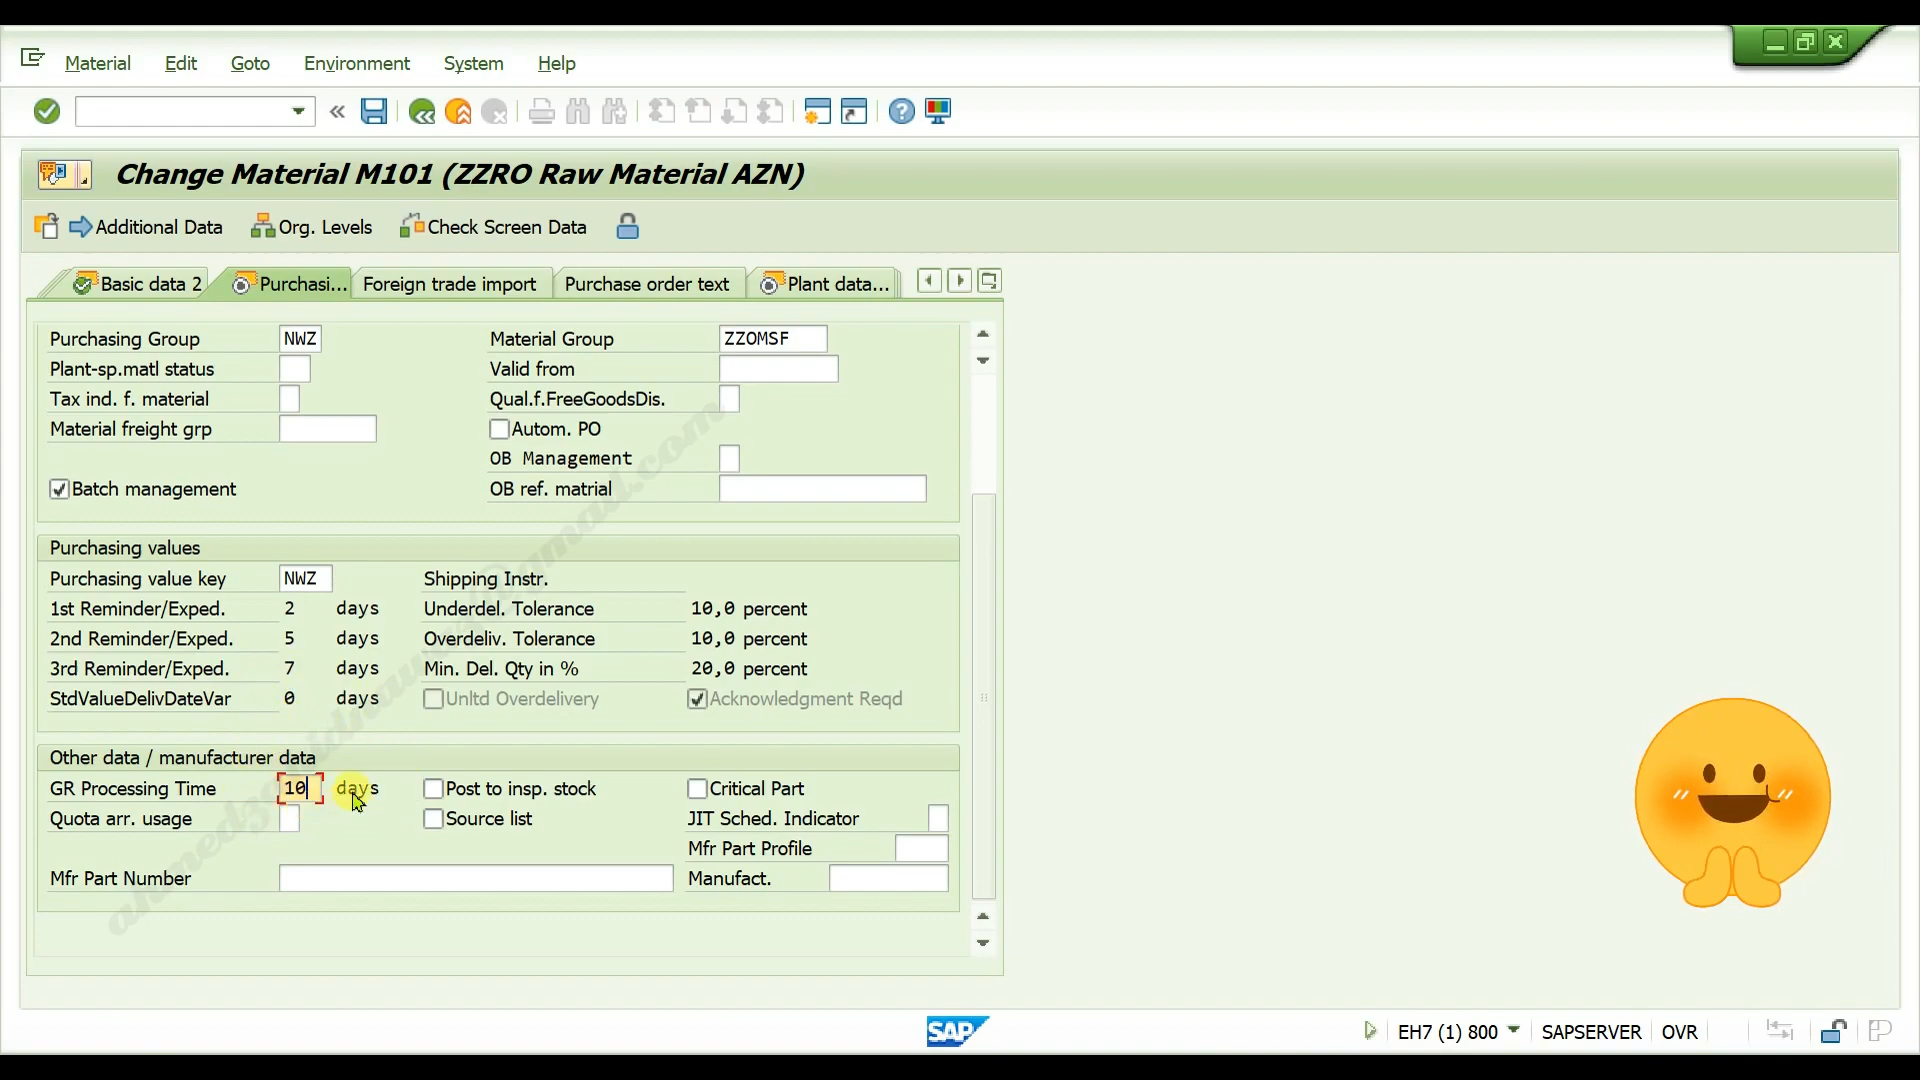 Material Edit Goto Environment System Help
Change Material M101 (ZZRO Raw Material AZN)
Additional Data Org. Levels Check Screen Data
Basic data 2 Purchasi... Foreign trade import Purchase order text Plant data...
Purchasing Group NWZ Material Group ZZOMSF
Plant-sp.matl status Valid from
Tax ind. f. material Qual.f.FreeGoodsDis.
Material freight grp Autom. PO
OB Management
Batch management OB ref. matrial
Purchasing values
Purchasing value key NWZ Shipping Instr.
1st Reminder/Exped. 2 days Underdel. Tolerance 10,0 percent
2nd Reminder/Exped. 5 days Overdeliv. Tolerance 10,0 percent
3rd Reminder/Exped. 7 days Min. Del. Qty in % 20,0 percent
StdValueDelivDateVar 0 days Unltd Overdelivery Acknowledgment Reqd
Other data / manufacturer data
GR Processing Time 10 days Post to insp. stock Critical Part
Quota arr. usage Source list JIT Sched. Indicator
Mfr Part Profile
Mfr Part Number Manufact.
SAP EH7 (1) 800 SAPSERVER OVR